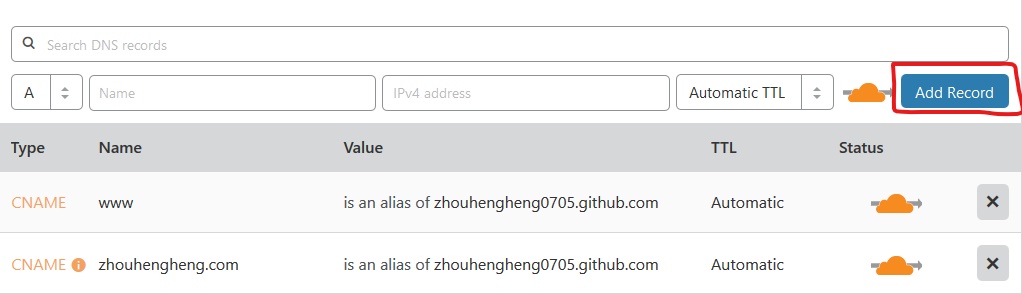 Search DNS records
A Name IPv4 address Automatic TTL Add Record
Type Name Value TTL Status
CNAME www is an alias of zhouhengheng0705.github.com Automatic
CNAME zhouhengheng.com is an alias of zhouhengheng0705.github.com Automatic